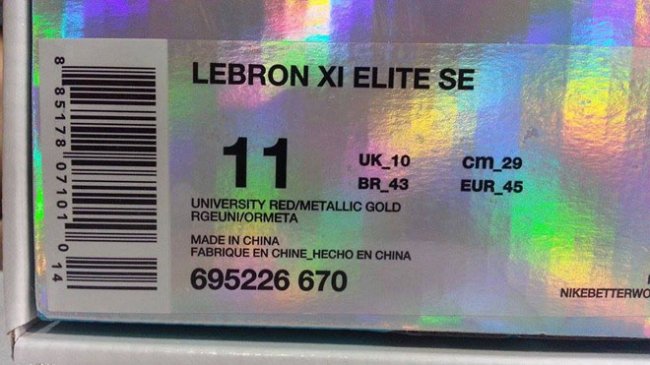 LEBRON XI ELITE SE
11
UK_10 cm_29
BR_43 EUR_45
UNIVERSITY RED/METALLIC GOLD
RGEUNI/ORMETA
MADE IN CHINA
FABRIQUE EN CHINE_HECHO EN CHINA
695226 670
8 85178 07101 0 14
NIKEBETTERWO